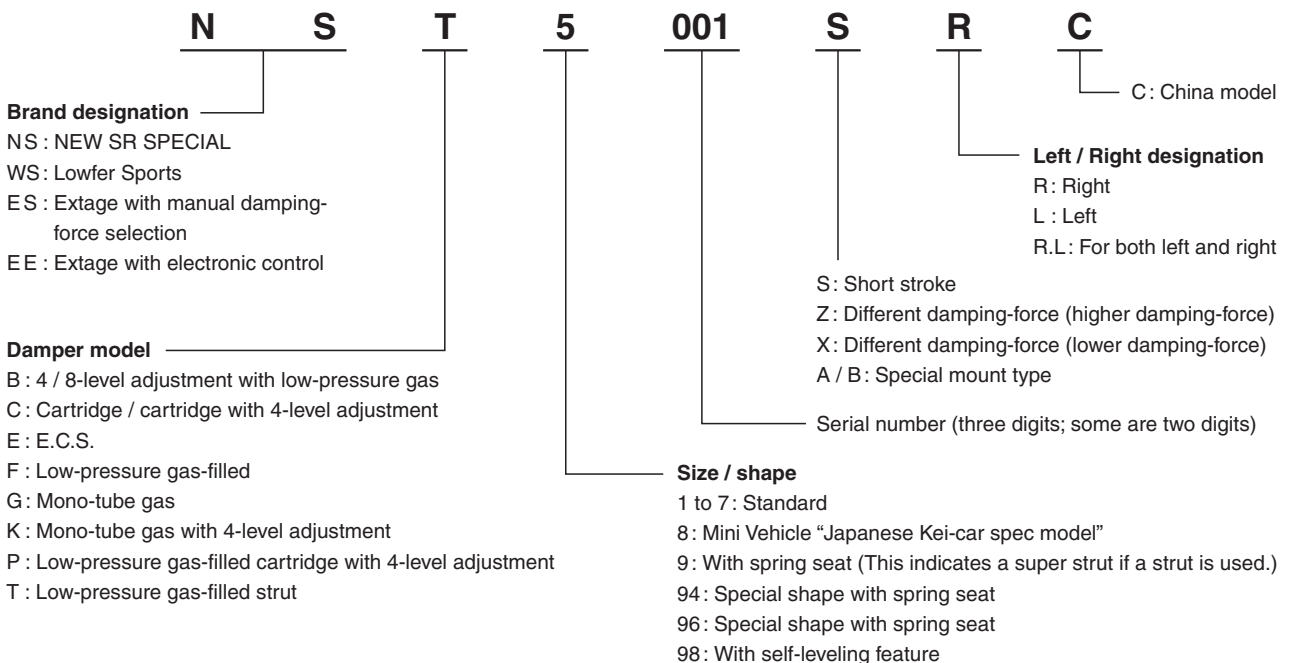 N S T 5 001 S R C
C : China model
Brand designation
NS : NEW SR SPECIAL
WS : Lowfer Sports
ES : Extage with manual damping-
force selection
EE : Extage with electronic control
Left / Right designation
R : Right
L : Left
R.L : For both left and right
S : Short stroke
Z : Different damping-force (higher damping-force)
X : Different damping-force (lower damping-force)
A / B : Special mount type
Serial number (three digits; some are two digits)
Damper model
B : 4 / 8-level adjustment with low-pressure gas
C : Cartridge / cartridge with 4-level adjustment
E : E.C.S.
F : Low-pressure gas-filled
G : Mono-tube gas
K : Mono-tube gas with 4-level adjustment
P : Low-pressure gas-filled cartridge with 4-level adjustment
T : Low-pressure gas-filled strut
Size / shape
1 to 7 : Standard
8 : Mini Vehicle “Japanese Kei-car spec model”
9 : With spring seat (This indicates a super strut if a strut is used.)
94 : Special shape with spring seat
96 : Special shape with spring seat
98 : With self-leveling feature